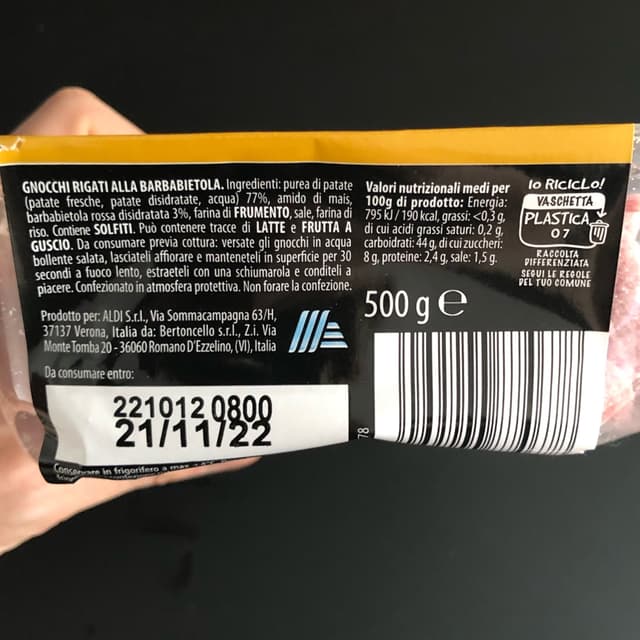 GNOCCHI RIGATI ALLA BARBABIETOLA. Ingredienti: purea di patate
(patate fresche, patate disidratate, acqua) 77%, amido di mais,
barbabietola rossa disidratata 3%, farina di FRUMENTO, sale, farina di
riso. Contiene SOLFITI. Può contenere tracce di LATTE e FRUTTA A
GUSCIO. Da consumare previa cottura: versate gli gnocchi in acqua
bollente salata, lasciateli affiorare e manteneteli in superficie per 30
secondi a fuoco lento, estraeteli con una schiumarola e conditeli a
piacere. Confezionato in atmosfera protettiva. Non forare la confezione.
Prodotto per: ALDI S.r.l., Via Sommacampagna 63/H,
37137 Verona, Italia da: Bertoncello s.r.l., Z.i. Via
Monte Tomba 20 - 36060 Romano D'Ezzelino, (VI), Italia
Da consumare entro:
221012 0800
21/11/22
Conservare in frigorifero a max
Valori nutrizionali medi per
100g di prodotto: Energia:
795 kJ / 190 kcal, grassi: <0,3 g,
di cui acidi grassi saturi: 0,2 g,
carboidrati: 44 g, di cui zuccheri:
8 g, proteine: 2,4 g, sale: 1,5 g.
500 g e
78
Io RICICLO!
VASCHETTA
PLASTICA
07
RACCOLTA
DIFFERENZIATA
SEGUI LE REGOLE
DEL TUO COMUNE